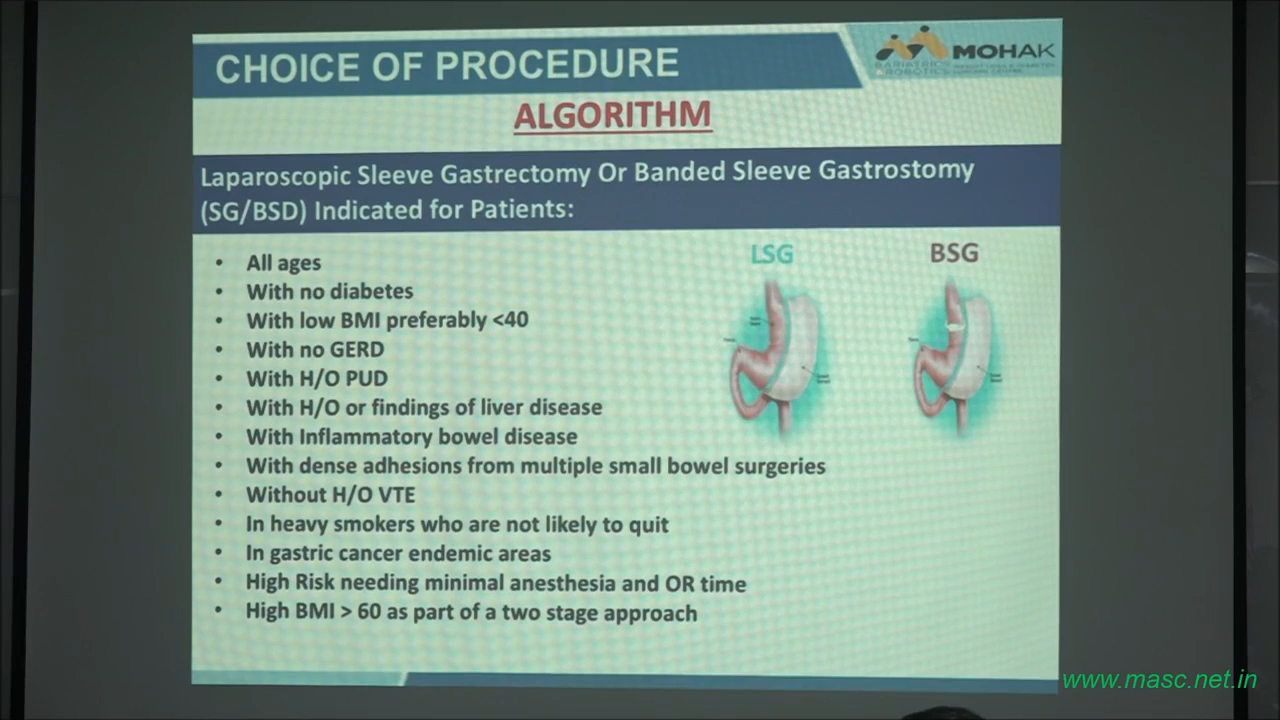 CHOICE OF PROCEDURE
MOHAK
BARIATRICS
& ROBOTICS
ALGORITHM
Laparoscopic Sleeve Gastrectomy Or Banded Sleeve Gastrostomy
(SG/BSD) Indicated for Patients:
LSG
BSG
• All ages
• With no diabetes
• With low BMI preferably <40
• With no GERD
• With H/O PUD
• With H/O or findings of liver disease
• With Inflammatory bowel disease
• With dense adhesions from multiple small bowel surgeries
• Without H/O VTE
• In heavy smokers who are not likely to quit
• In gastric cancer endemic areas
• High Risk needing minimal anesthesia and OR time
• High BMI > 60 as part of a two stage approach
www.masc.net.in